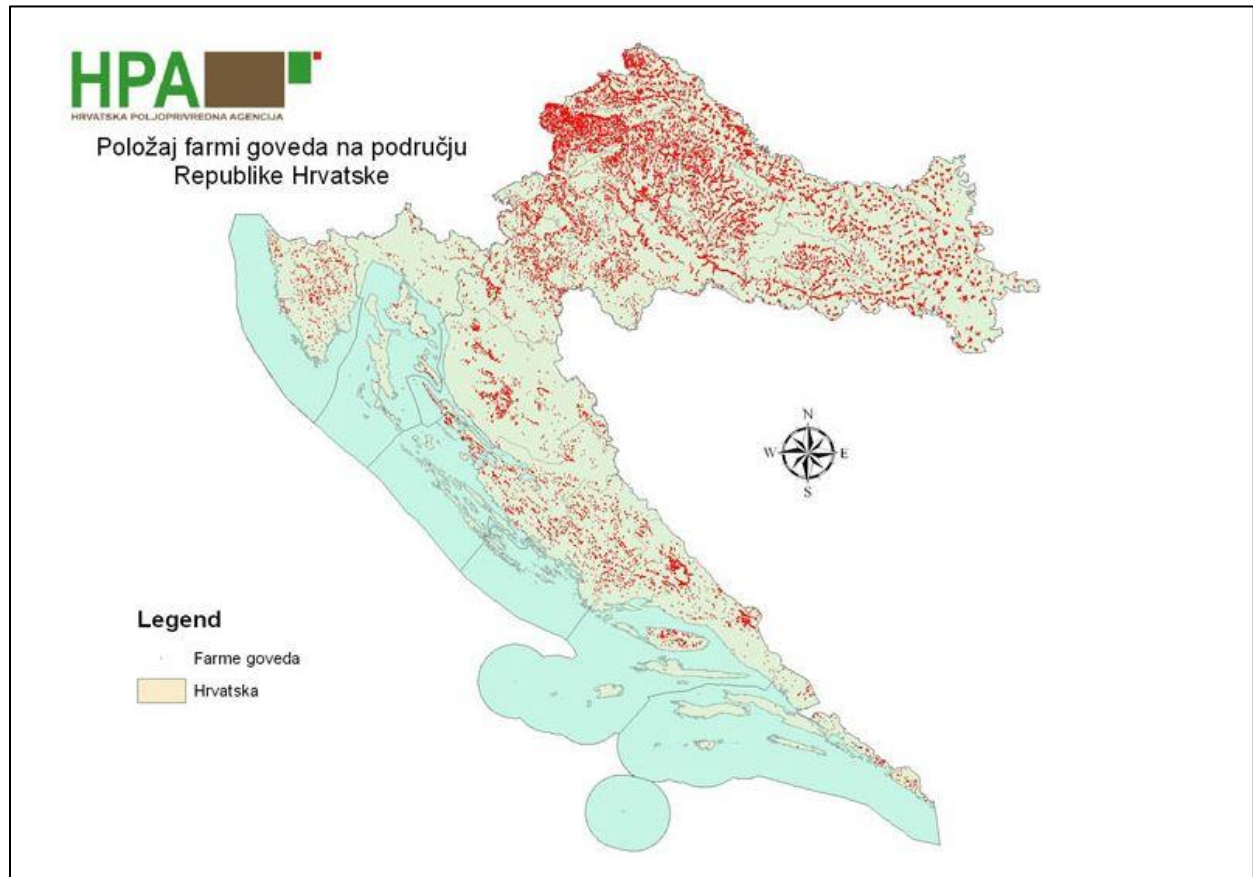 HPA
HRVATSKA POLJOPRIVREDNA AGENCIJA
Položaj farmi goveda na području
Republike Hrvatske
N
W E
S
Legend
Farme goveda
Hrvatska